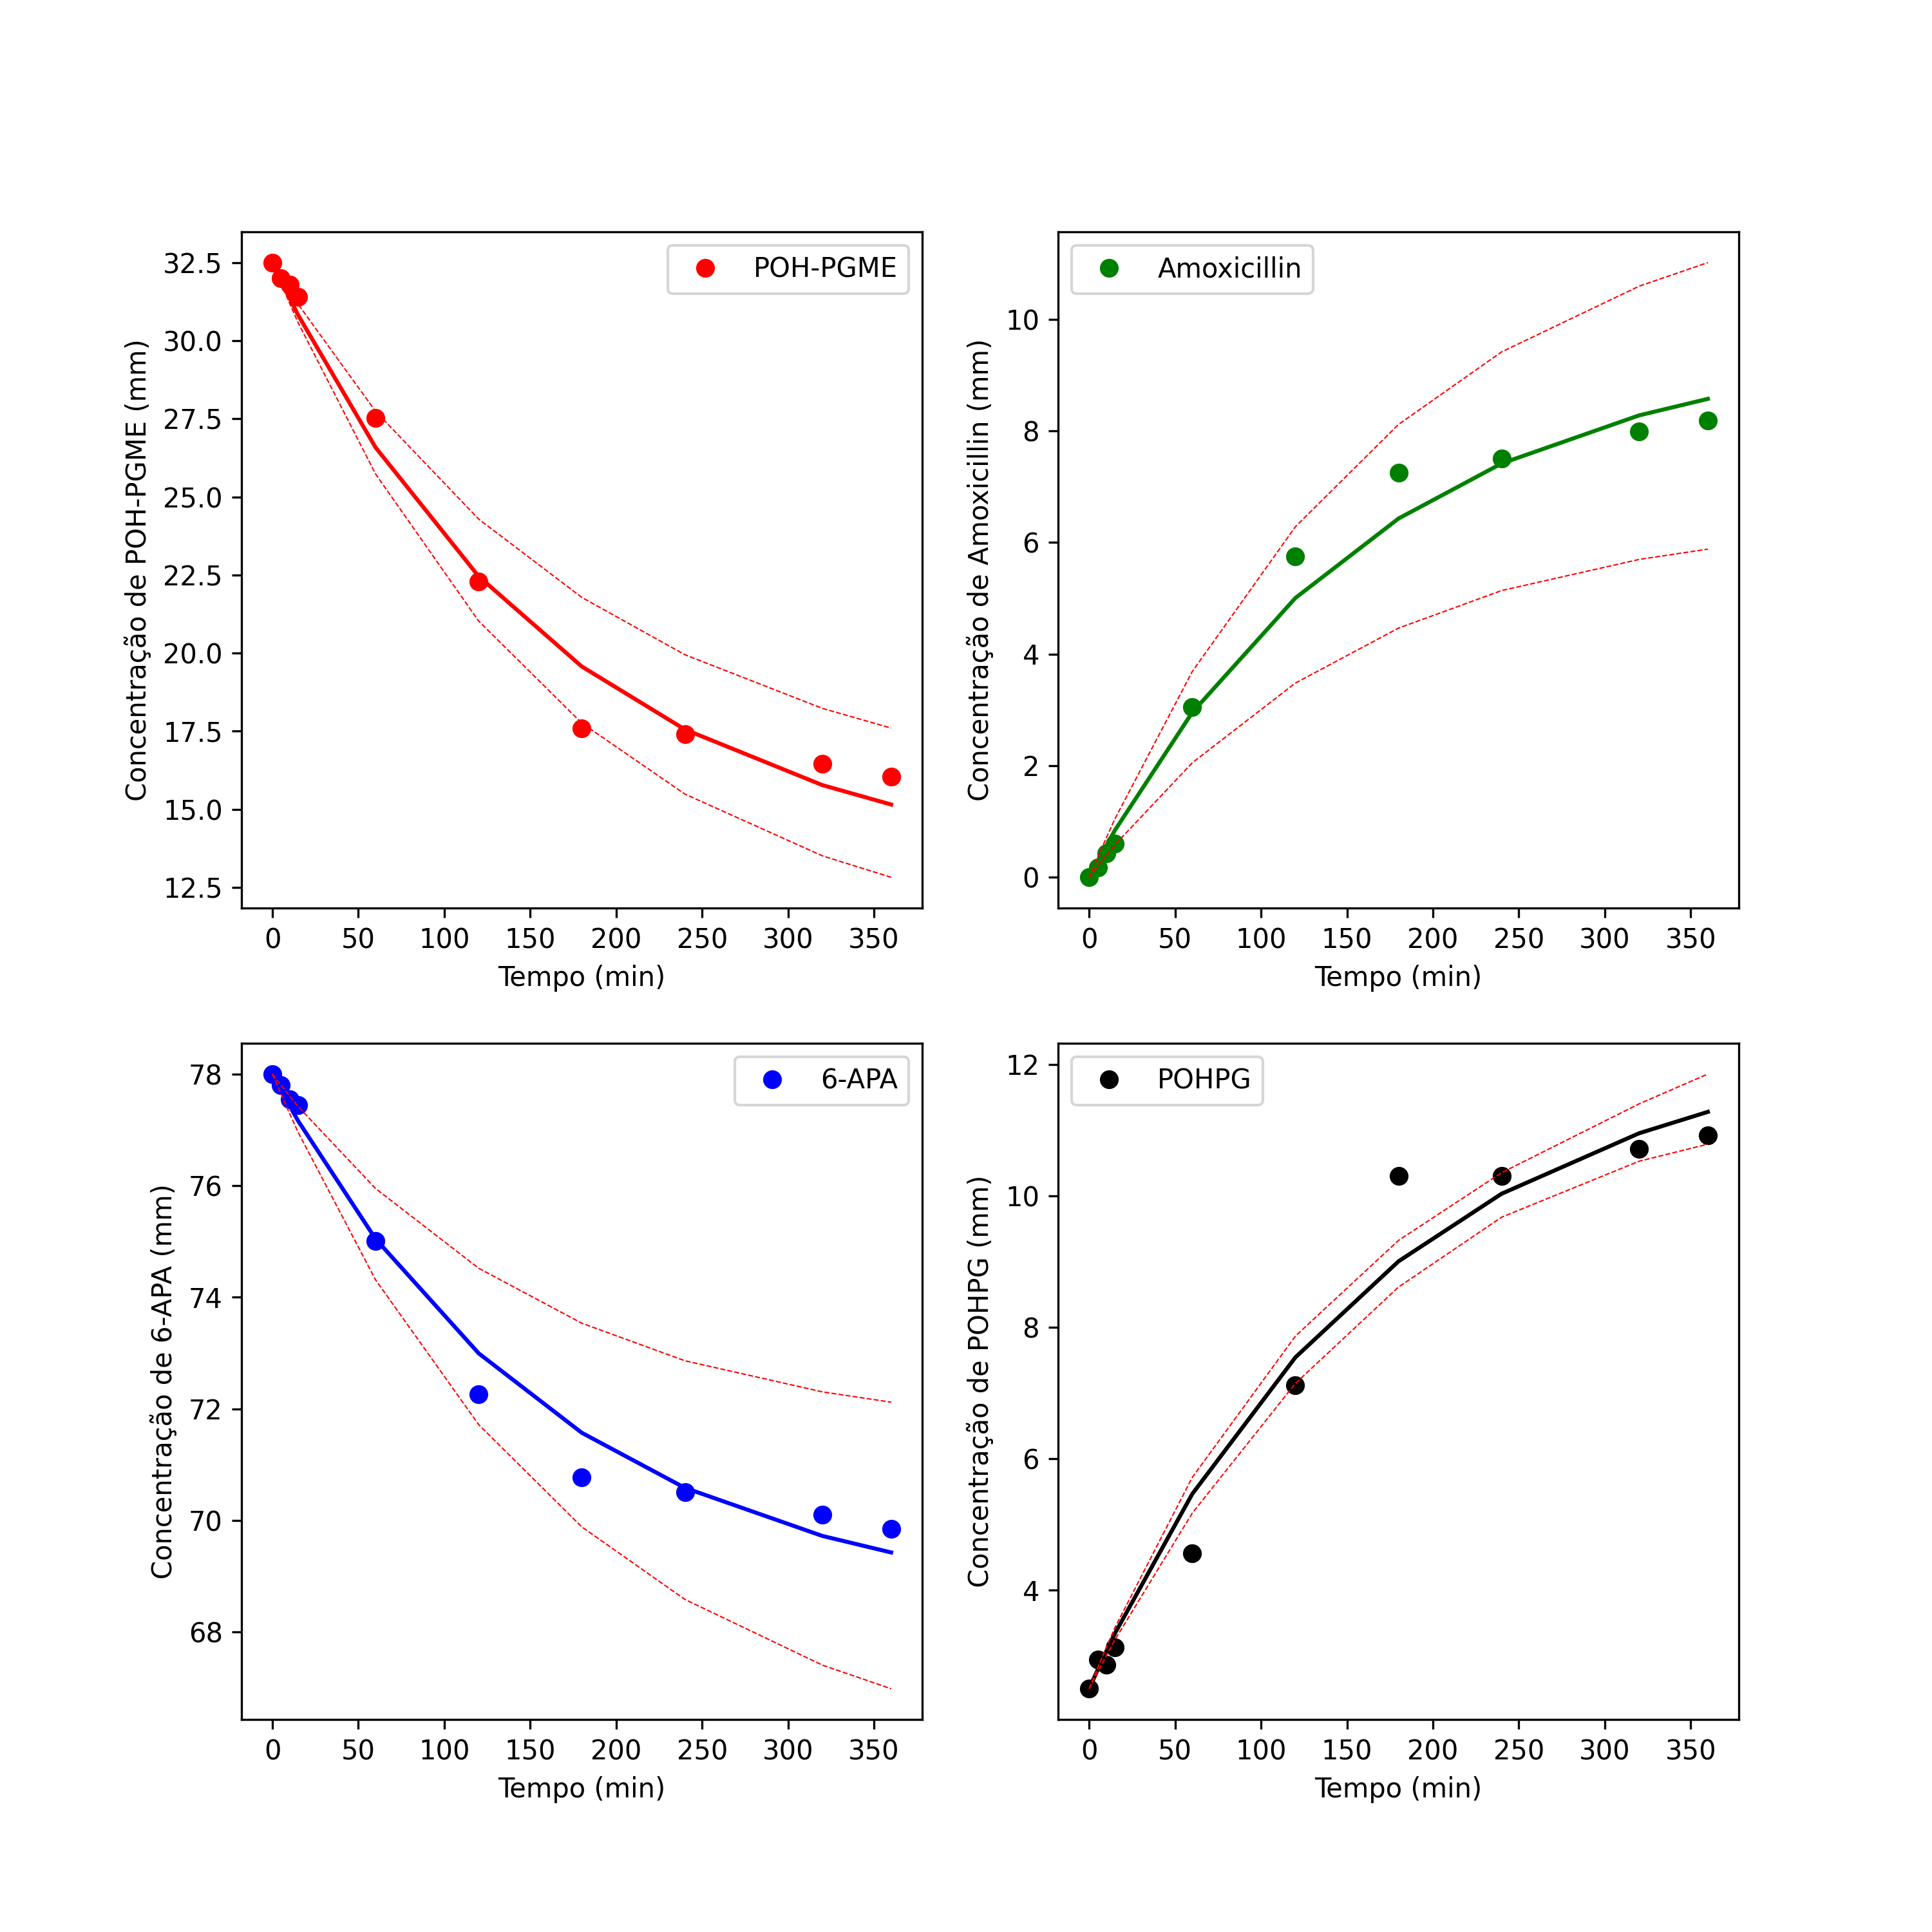 POH-PGME
Concentração de POH-PGME (mm)
32.5
30.0
27.5
25.0
22.5
20.0
17.5
15.0
12.5
0 50 100 150 200 250 300 350
Tempo (min)
Amoxicillin
Concentração de Amoxicillin (mm)
10
8
6
4
2
0
0 50 100 150 200 250 300 350
Tempo (min)
6-APA
Concentração de 6-APA (mm)
78
76
74
72
70
68
0 50 100 150 200 250 300 350
Tempo (min)
POHPG
Concentração de POHPG (mm)
12
10
8
6
4
0 50 100 150 200 250 300 350
Tempo (min)